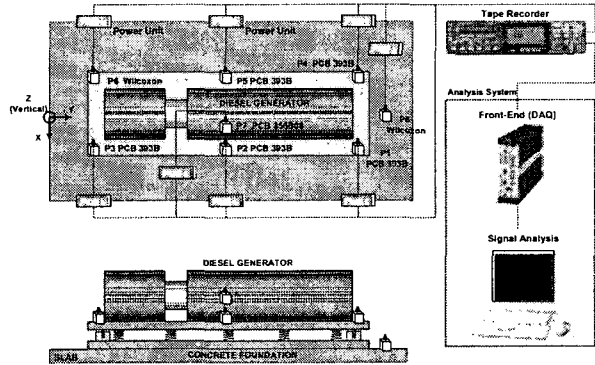 Power Unit
Power Unit
Tape Recorder
P4 PCB 393B
P6 Wilcoxon
P5 PCB 393B
Analysis System
Z
(Vertical)
Y
X
DIESEL GENERATOR
Front-End (DAQ)
Wilcoxon
P3 PCB 393B
P2 PCB 393B
PCB 393B
Signal Analysis
DIESEL GENERATOR
SLAB
CONCRETE FOUNDATION